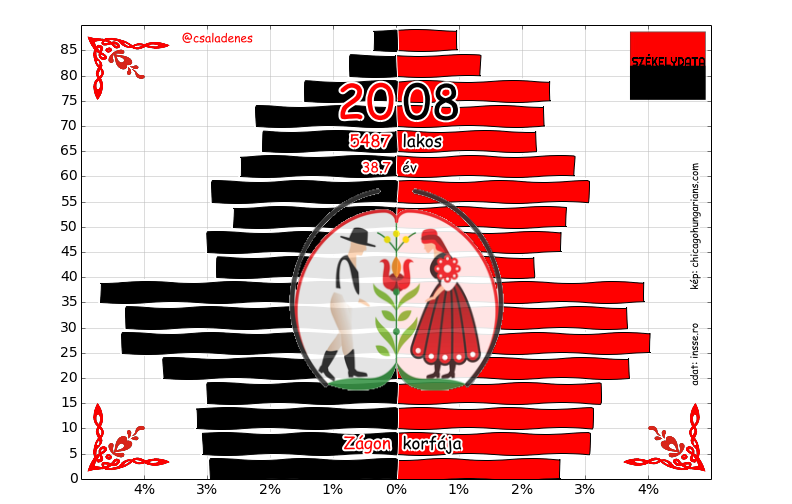 @csaladenes
SZÉKELYDATA
2008
5487 lakos
38.7 év
kép: chicagohungarians.com
adat: insse.ro
Zágon korfája
85
80
75
70
65
60
55
50
45
40
35
30
25
20
15
10
5
0
4% 3% 2% 1% 0% 1% 2% 3% 4%